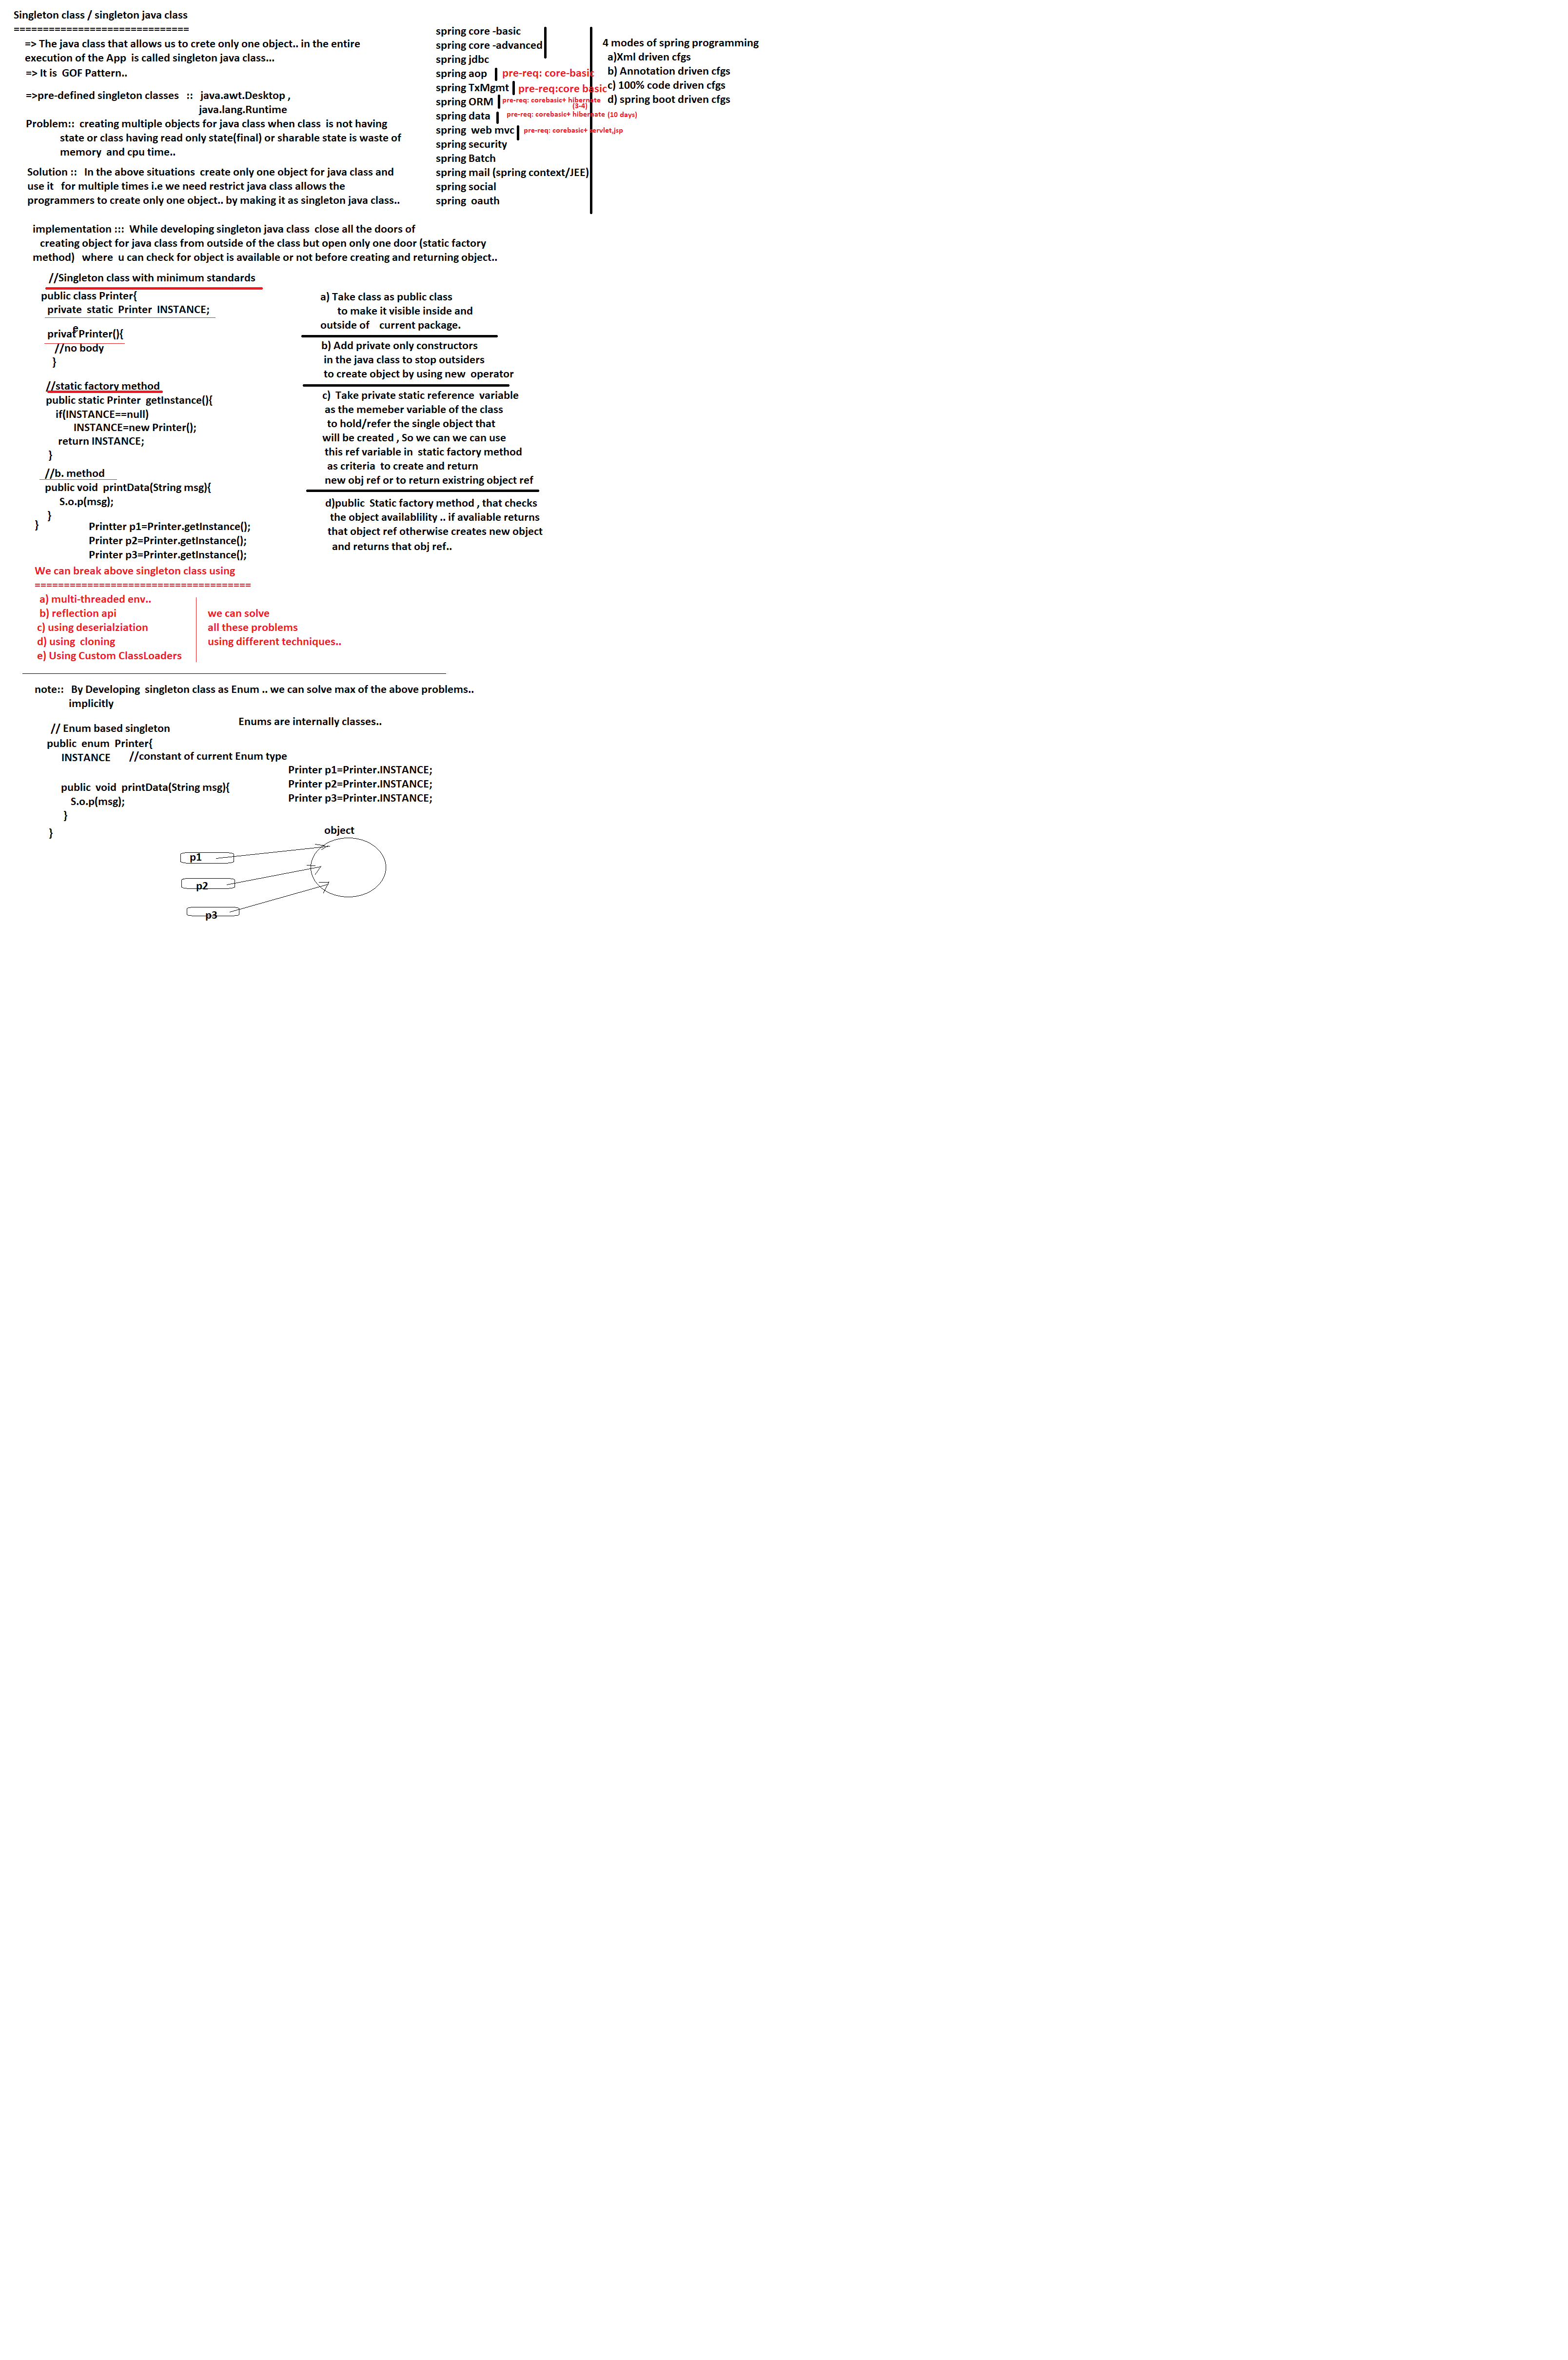 Singleton class / singleton java class
==============================
=> The java class that allows us to crete only one object.. in the entire
execution of the App  is called singleton java class...
=> It is  GOF Pattern..
=>pre-defined singleton classes   ::   java.awt.Desktop ,
java.lang.Runtime
Problem::  creating multiple objects for java class when class  is not having
state or class having read only state(final) or sharable state is waste of
memory  and cpu time..
Solution ::   In the above situations  create only one object for java class and
use it   for multiple times i.e we need restrict java class allows the
programmers to create only one object.. by making it as singleton java class..
spring core -basic
spring core -advanced
spring jdbc
spring aop
pre-req: core-basic
spring TxMgmt
pre-req:core basic
spring ORM
pre-req: corebasic+ hibernate
(3-4)
spring data
pre-req: corebasic+ hibernate (10 days)
spring  web mvc
pre-req: corebasic+ servlet,jsp
spring security
spring Batch
spring mail (spring context/JEE)
spring social
spring  oauth
4 modes of spring programming
a)Xml driven cfgs
b) Annotation driven cfgs
c) 100% code driven cfgs
d) spring boot driven cfgs
implementation :::  While developing singleton java class  close all the doors of
creating object for java class from outside of the class but open only one door (static factory
method)   where  u can check for object is available or not before creating and returning object..
//Singleton class with minimum standards
public class Printer{
private  static  Printer  INSTANCE;
e
privat Printer(){
//no body
}
//static factory method
public static Printer  getInstance(){
if(INSTANCE==null)
INSTANCE=new Printer();
return INSTANCE;
}
//b. method
public void  printData(String msg){
S.o.p(msg);
}
}
Printter p1=Printer.getInstance();
Printer p2=Printer.getInstance();
Printer p3=Printer.getInstance();
a) Take class as public class
to make it visible inside and
outside of    current package.
b) Add private only constructors
in the java class to stop outsiders
to create object by using new  operator
c)  Take private static reference  variable
as the memeber variable of the class
to hold/refer the single object that
will be created , So we can we can use
this ref variable in  static factory method
as criteria  to create and return
new obj ref or to return existring object ref
d)public  Static factory method , that checks
the object availablility .. if avaliable returns
that object ref otherwise creates new object
and returns that obj ref..
We can break above singleton class using
=====================================
a) multi-threaded env..
b) reflection api
c) using deserialziation
d) using  cloning
e) Using Custom ClassLoaders
we can solve
all these problems
using different techniques..
note::   By Developing  singleton class as Enum .. we can solve max of the above problems..
implicitly
Enums are internally classes..
// Enum based singleton
public  enum  Printer{
INSTANCE      //constant of current Enum type
public  void  printData(String msg){
S.o.p(msg);
}
}
Printer p1=Printer.INSTANCE;
Printer p2=Printer.INSTANCE;
Printer p3=Printer.INSTANCE;
object
p1
p2
p3